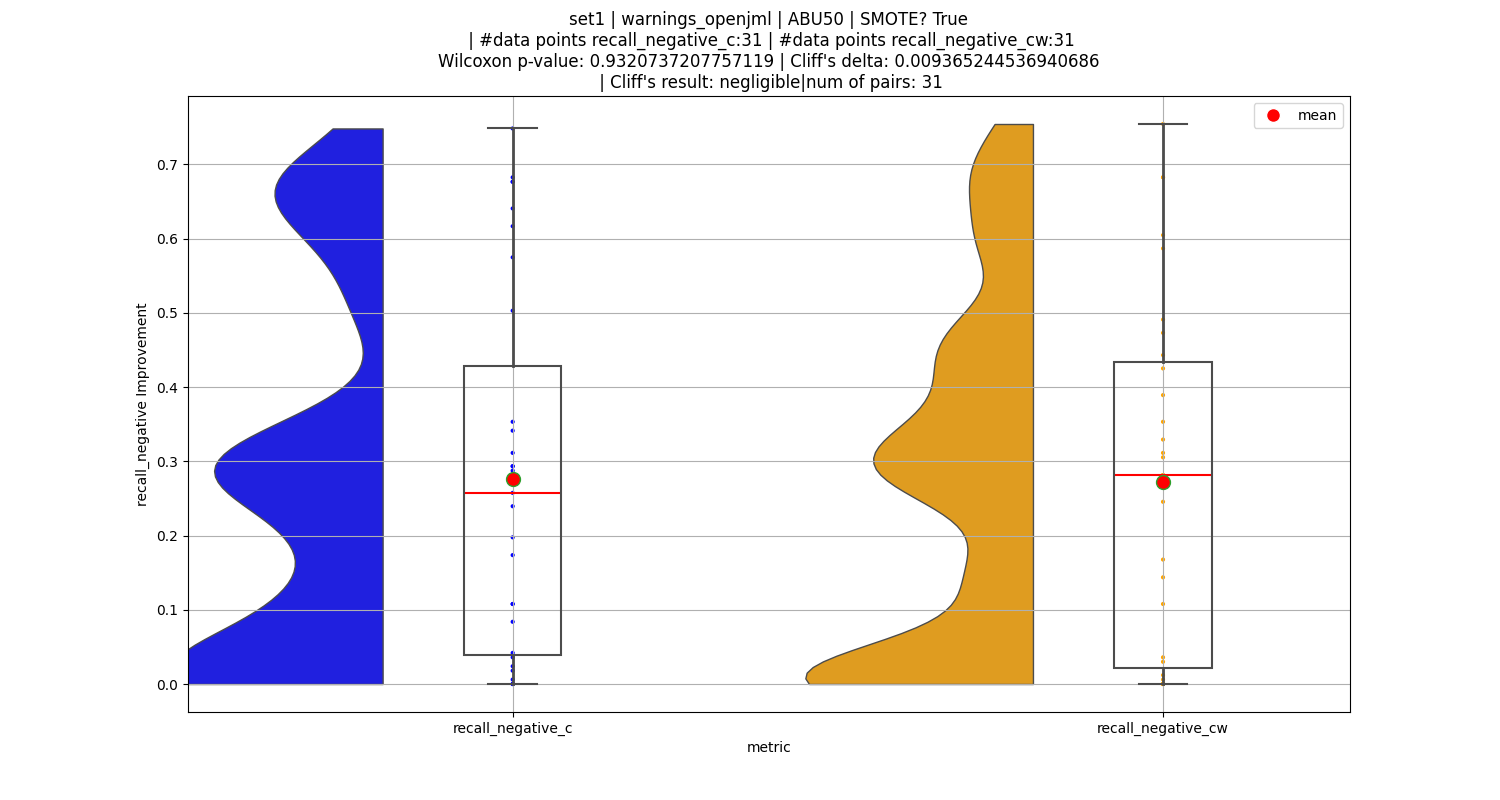 set1 | warnings_openjml | ABU50 | SMOTE? True
| #data points recall_negative_c:31 | #data points recall_negative_cw:31
Wilcoxon p-value: 0.9320737207757119 | Cliff's delta: 0.009365244536940686
| Cliff's result: negligible|num of pairs: 31
mean
0.7
0.6
0.5
0.4
0.3
0.2
0.1
0.0
recall_negative Improvement
recall_negative_c
recall_negative_cw
metric